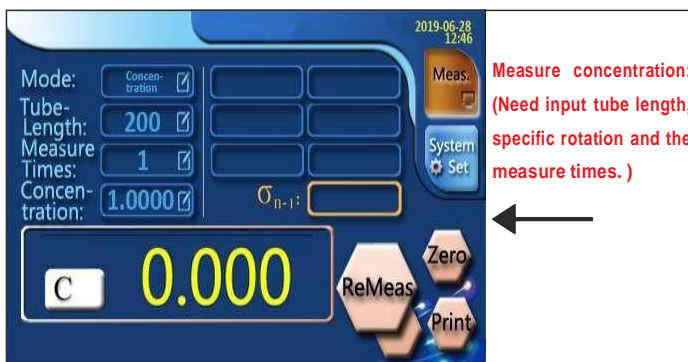 2019-06-28
12:46
Mode:
Concen-
tration
Tube-
Length:
200
Measure
Times:
1
Concen-
tration:
1.0000
σn-1:
Meas.
System
Set
C
0.000
ReMeas
Zero
Print
Measure concentration:
(Need input tube length,
specific rotation and the
measure times. )